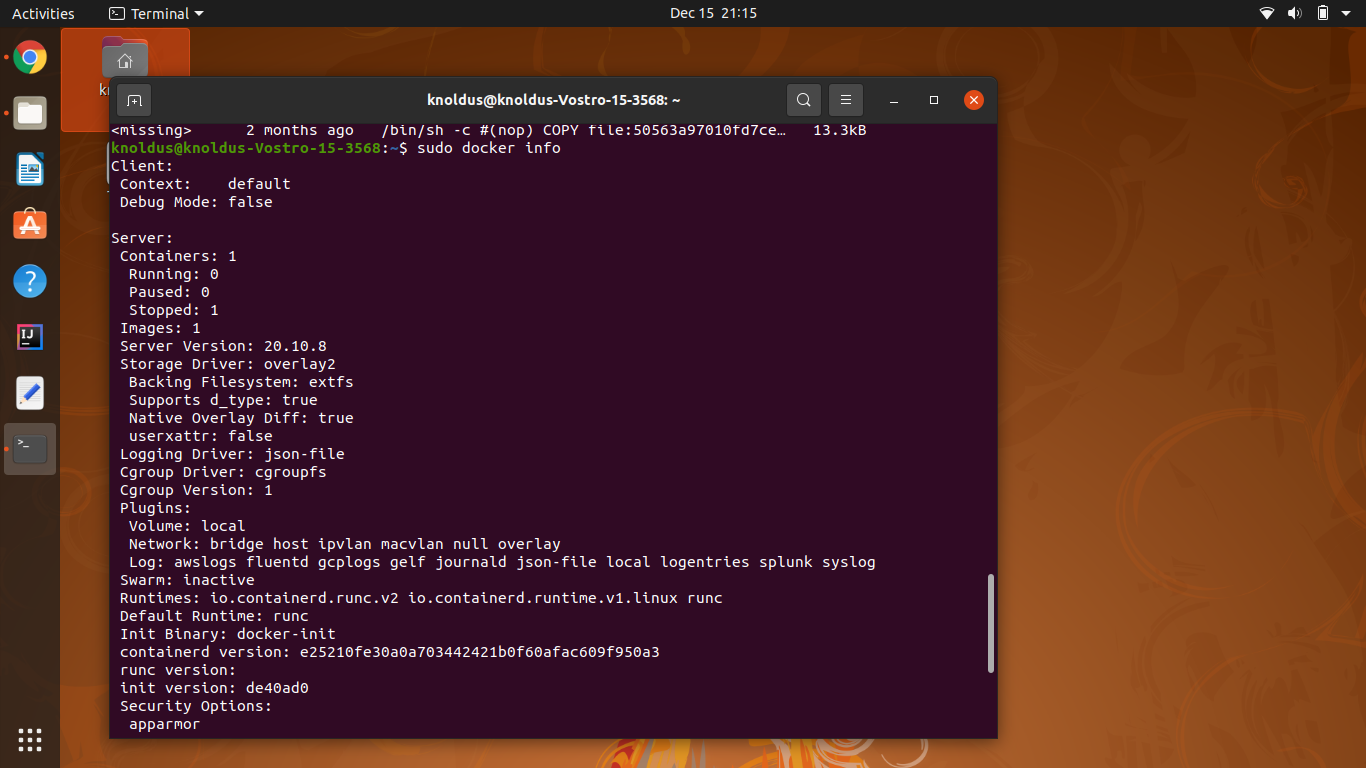 Activities
Terminal
Dec 15 21:15
knoldus@knoldus-Vostro-15-3568: ~
<missing> 2 months ago /bin/sh -c #(nop) COPY file:50563a97010fd7ce… 13.3kB
knoldus@knoldus-Vostro-15-3568:~$ sudo docker info
Client:
Context: default
Debug Mode: false
Server:
Containers: 1
Running: 0
Paused: 0
Stopped: 1
Images: 1
Server Version: 20.10.8
Storage Driver: overlay2
Backing Filesystem: extfs
Supports d_type: true
Native Overlay Diff: true
userxattr: false
Logging Driver: json-file
Cgroup Driver: cgroupfs
Cgroup Version: 1
Plugins:
Volume: local
Network: bridge host ipvlan macvlan null overlay
Log: awslogs fluentd gcplogs gelf journald json-file local logentries splunk syslog
Swarm: inactive
Runtimes: io.containerd.runc.v2 io.containerd.runtime.v1.linux runc
Default Runtime: runc
Init Binary: docker-init
containerd version: e25210fe30a0a703442421b0f60afac609f950a3
runc version:
init version: de40ad0
Security Options:
apparmor
IJ